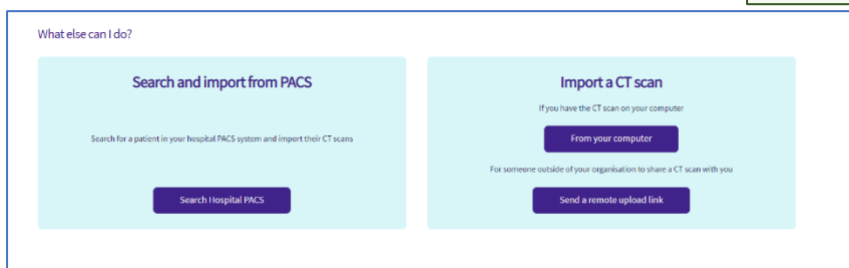 What else can I do?
Search and import from PACS
Search for a patient in your hospital PACS system and import their CT scans
Search Hospital PACS
Import a CT scan
If you have the CT scan on your computer
From your computer
For someone outside of your organisation to share a CT scan with you
Send a remote upload link